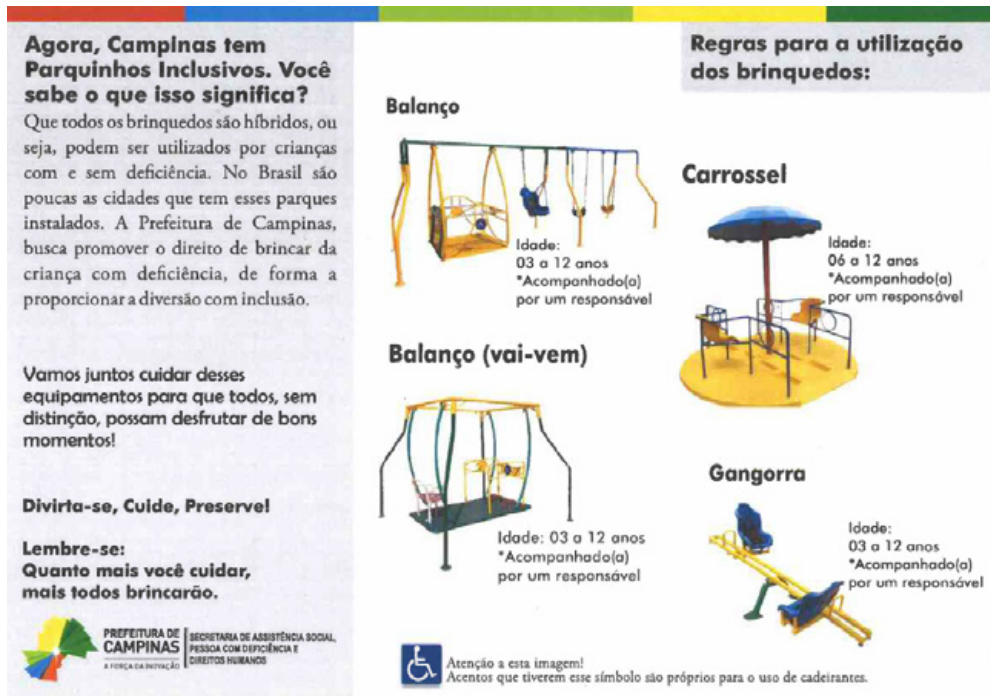 Agora, Campinas tem
Parquinhos Inclusivos. Você
sabe o que isso significa?
Que todos os brinquedos são híbridos, ou
seja, podem ser utilizados por crianças
com e sem deficiência. No Brasil são
poucas as cidades que tem esses parques
instalados. A Prefeitura de Campinas,
busca promover o direito de brincar da
criança com deficiência, de forma a
proporcionar a diversão com inclusão.
Vamos juntos cuidar desses
equipamentos para que todos, sem
distinção, possam desfrutar de bons
momentos!
Divirta-se, Cuide, Preserve!
Lembre-se:
Quanto mais você cuidar,
mais todos brincarão.
PREFEITURA DE
CAMPINAS
A FORÇA DA INOVAÇÃO
SECRETARIA DE ASSISTÊNCIA SOCIAL,
PESSOA COM DEFICIÊNCIA E
DIREITOS HUMANOS
Regras para a utilização
dos brinquedos:
Balanço
Idade:
03 a 12 anos
*Acompanhado(a)
por um responsável
Balanço (vai-vem)
Idade: 03 a 12 anos
*Acompanhado(a)
por um responsável
Carrossel
Idade:
06 a 12 anos
*Acompanhado(a)
por um responsável
Gangorra
Idade:
03 a 12 anos
*Acompanhado(a)
por um responsável
Atenção a esta imagem!
Acentos que tiverem esse símbolo são próprios para o uso de cadeirantes.